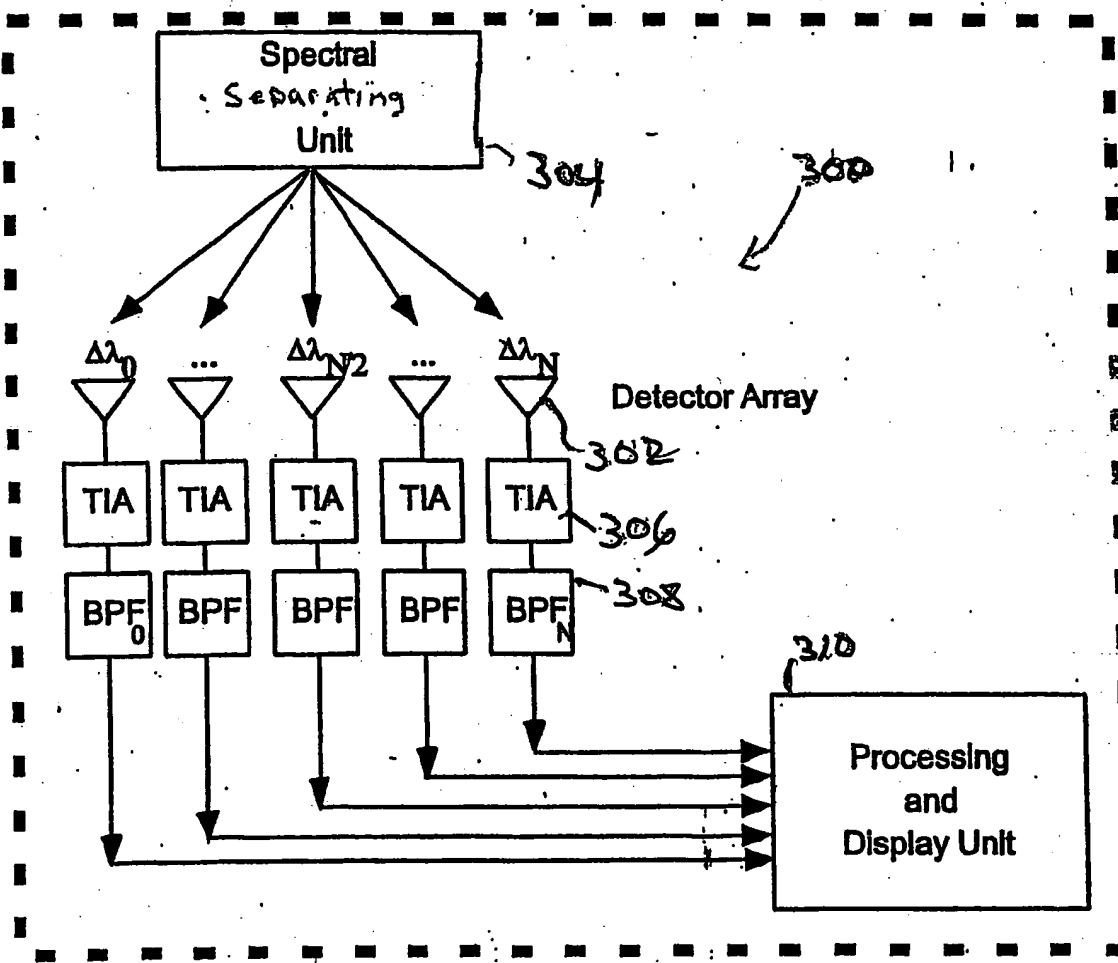 Spectral
Separating
Unit
304
300
Δλ0 ... ΔλN/2 ... ΔλN
Detector Array
302
TIA TIA TIA TIA TIA
306
BPF0 BPF BPF BPF BPFN
308
310
Processing
and
Display Unit